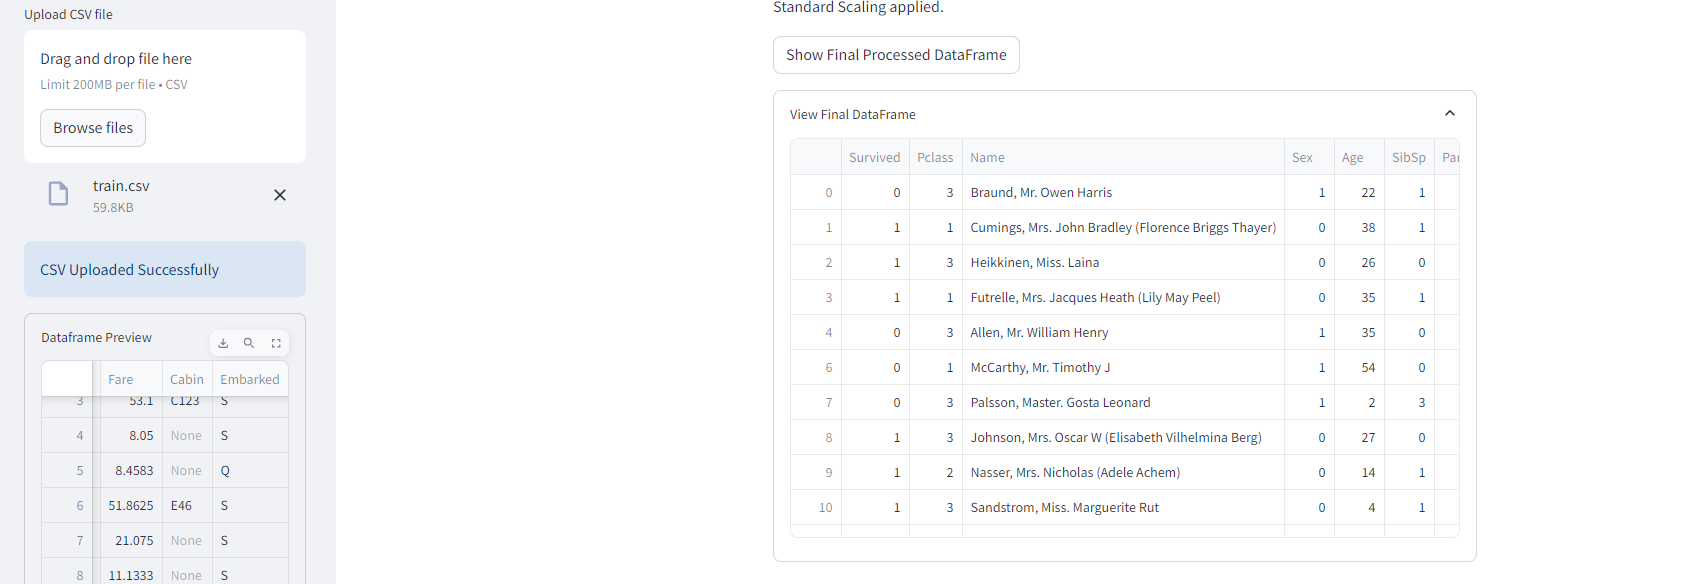 Upload CSV file
Drag and drop file here
Limit 200MB per file • CSV
Browse files
train.csv
59.8KB
CSV Uploaded Successfully
Dataframe Preview
Fare Cabin Embarked
3 53.1 C123 S
4 8.05 None S
5 8.4583 None Q
6 51.8625 E46 S
7 21.075 None S
8 11.1333 None S
Standard Scaling applied.
Show Final Processed DataFrame
View Final DataFrame
Survived Pclass Name Sex Age SibSp Par
0 0 3 Braund, Mr. Owen Harris 1 22 1
1 1 1 Cumings, Mrs. John Bradley (Florence Briggs Thayer) 0 38 1
2 1 3 Heikkinen, Miss. Laina 0 26 0
3 1 1 Futrelle, Mrs. Jacques Heath (Lily May Peel) 0 35 1
4 0 3 Allen, Mr. William Henry 1 35 0
6 0 1 McCarthy, Mr. Timothy J 1 54 0
7 0 3 Palsson, Master. Gosta Leonard 1 2 3
8 1 3 Johnson, Mrs. Oscar W (Elisabeth Vilhelmina Berg) 0 27 0
9 1 2 Nasser, Mrs. Nicholas (Adele Achem) 0 14 1
10 1 3 Sandstrom, Miss. Marguerite Rut 0 4 1